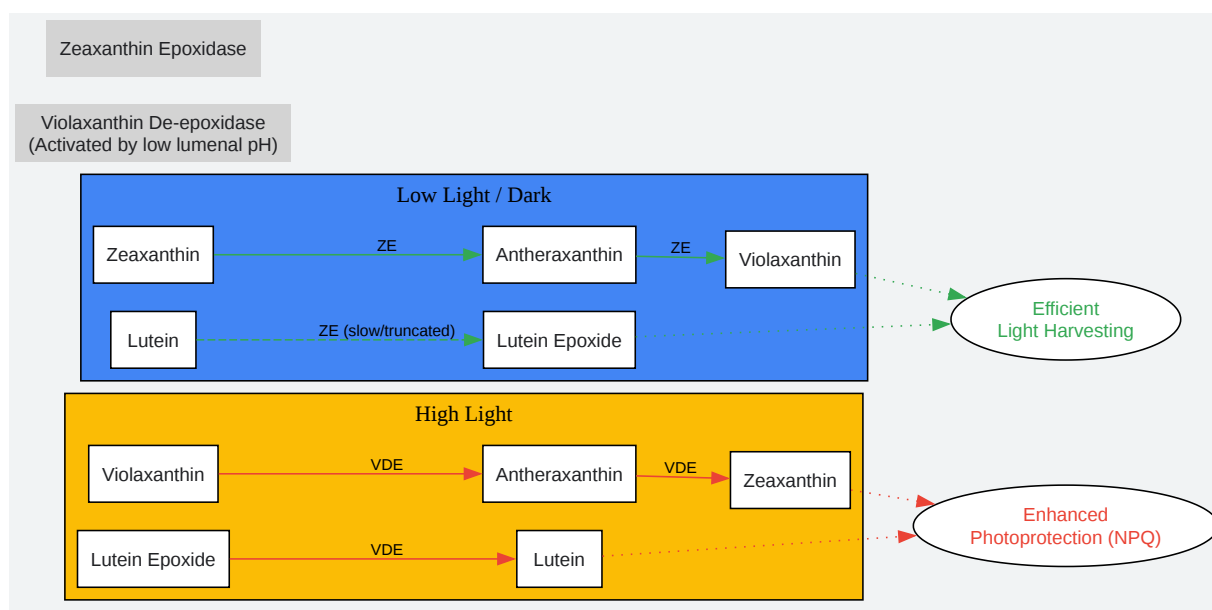 Zeaxanthin Epoxidase
Violaxanthin De-epoxidase
(Activated by low lumenal pH)
Low Light / Dark
Zeaxanthin
ZE
Antheraxanthin
ZE
Violaxanthin
Lutein
ZE (slow/truncated)
Lutein Epoxide
Efficient
Light Harvesting
High Light
Violaxanthin
VDE
Antheraxanthin
VDE
Zeaxanthin
Lutein Epoxide
VDE
Lutein
Enhanced
Photoprotection (NPQ)